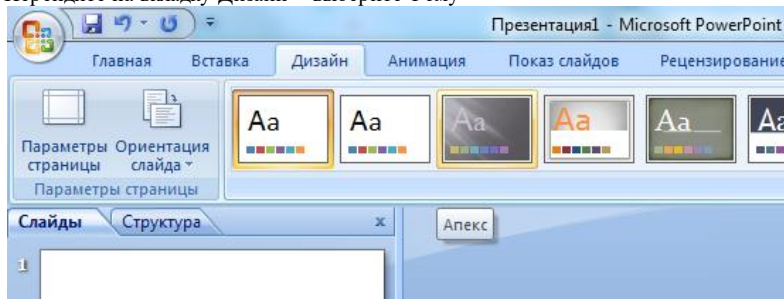 Презентация1 - Microsoft PowerPoint
Главная Вставка Дизайн Анимация Показ слайдов Рецензирование
Параметры страницы
Ориентация слайда
Aa Aa Aa Aa Aa Aa
Параметры страницы
Слайды Структура x
Апекс
1